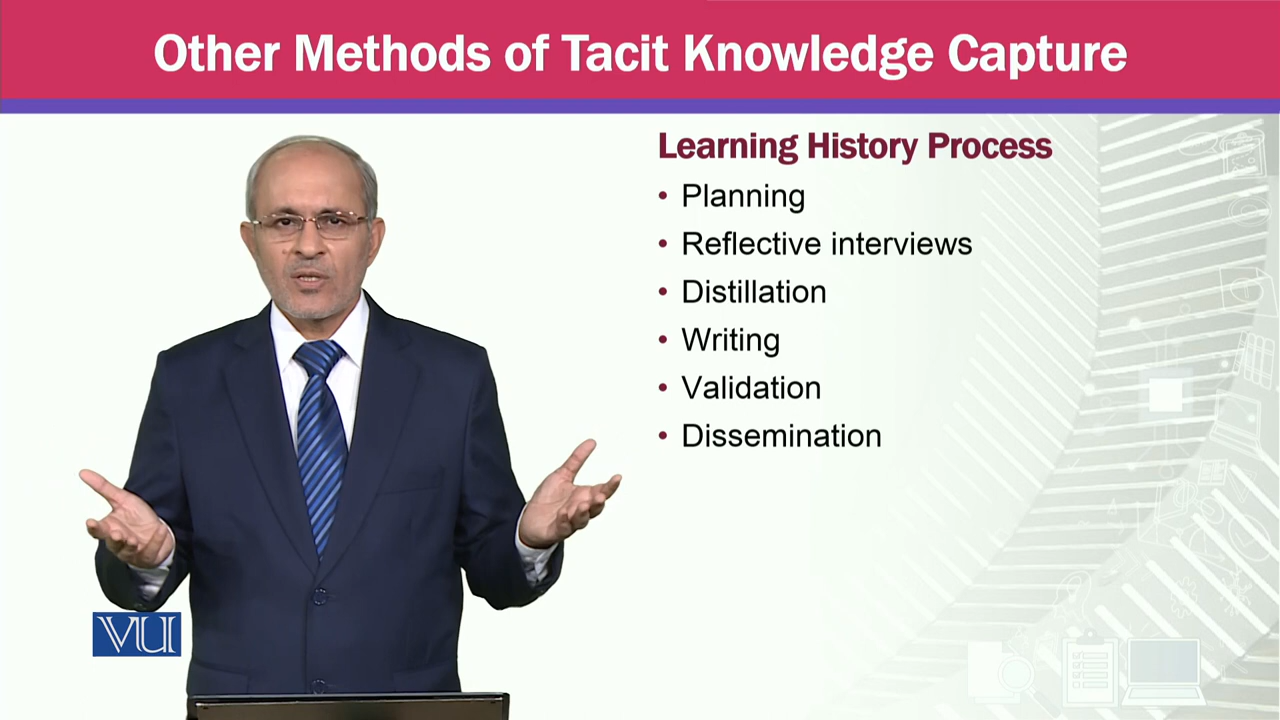 Other Methods of Tacit Knowledge Capture
Learning History Process
• Planning
• Reflective interviews
• Distillation
• Writing
• Validation
• Dissemination
VU